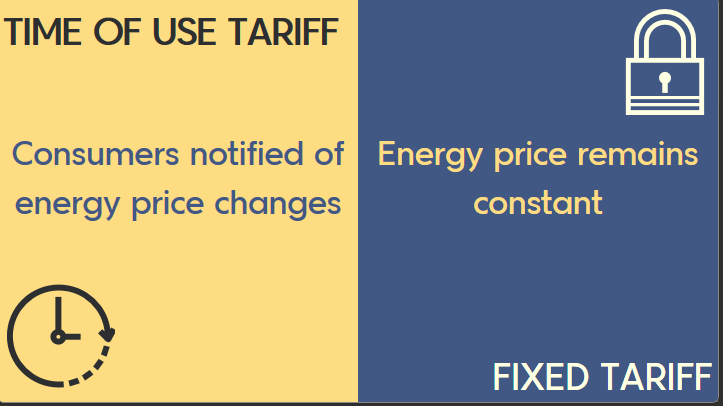 TIME OF USE TARIFF
Consumers notified of
energy price changes
Energy price remains
constant
FIXED TARIFF